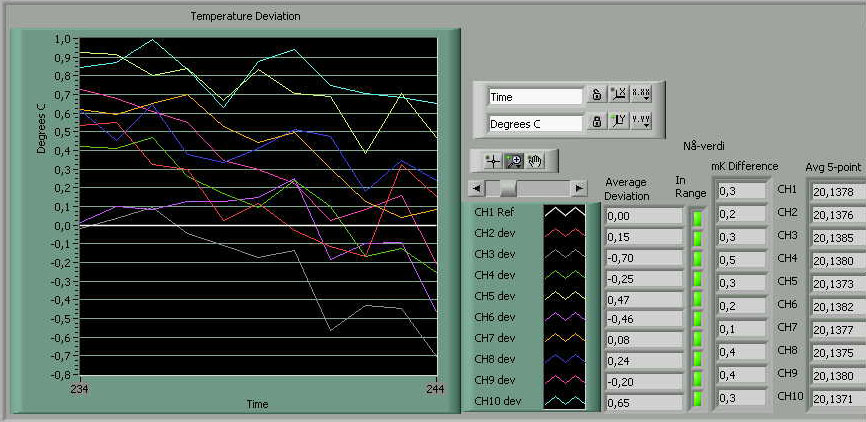 Temperature Deviation
1,0
0,9
0,8
0,7
0,6
0,5
0,4
0,3
0,2
0,1
0,0
-0,1
-0,2
-0,3
-0,4
-0,5
-0,6
-0,7
-0,8
Degrees C
234
244
Time
Time
X.XX
Degrees C
Y.YY
Nå-verdi
Average Deviation
In Range
mK Difference
Avg 5-point
CH1 Ref
CH2 dev
CH3 dev
CH4 dev
CH5 dev
CH6 dev
CH7 dev
CH8 dev
CH9 dev
CH10 dev
0,00
0,15
-0,70
-0,25
0,47
-0,46
0,08
0,24
-0,20
0,65
0,3
0,2
0,3
0,5
0,3
0,2
0,1
0,4
0,4
0,3
CH1 20,1378
CH2 20,1376
CH3 20,1385
CH4 20,1380
CH5 20,1373
CH6 20,1382
CH7 20,1377
CH8 20,1375
CH9 20,1380
CH10 20,1371